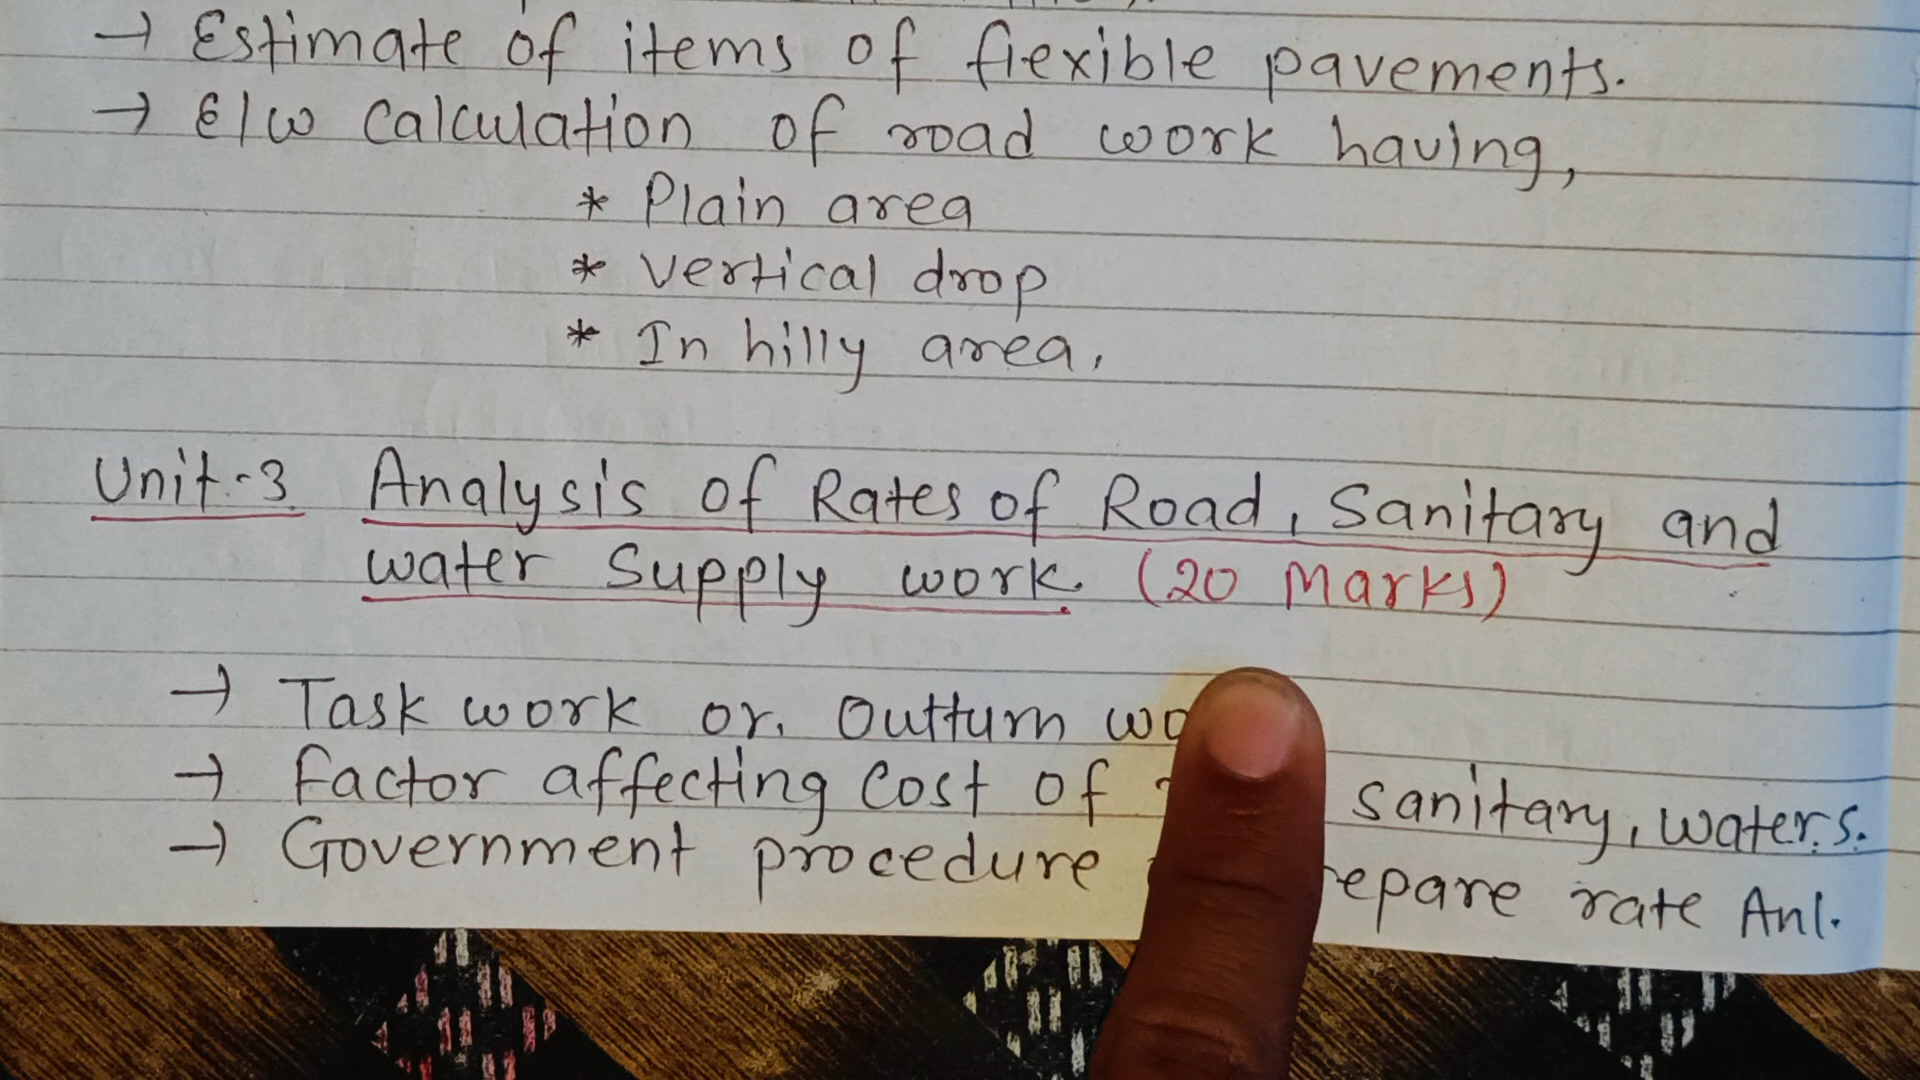 → Estimate of items of flexible pavements.
→ E/w calculation of road work having,
* Plain area
* Vertical drop
* In hilly area.
Unit-3 Analysis of Rates of Road, Sanitary and
water supply work. (20 Marks)
→ Task work or. Outturn
→ Factor affecting cost of sanitary, water.s.
→ Government procedure rate Anl.